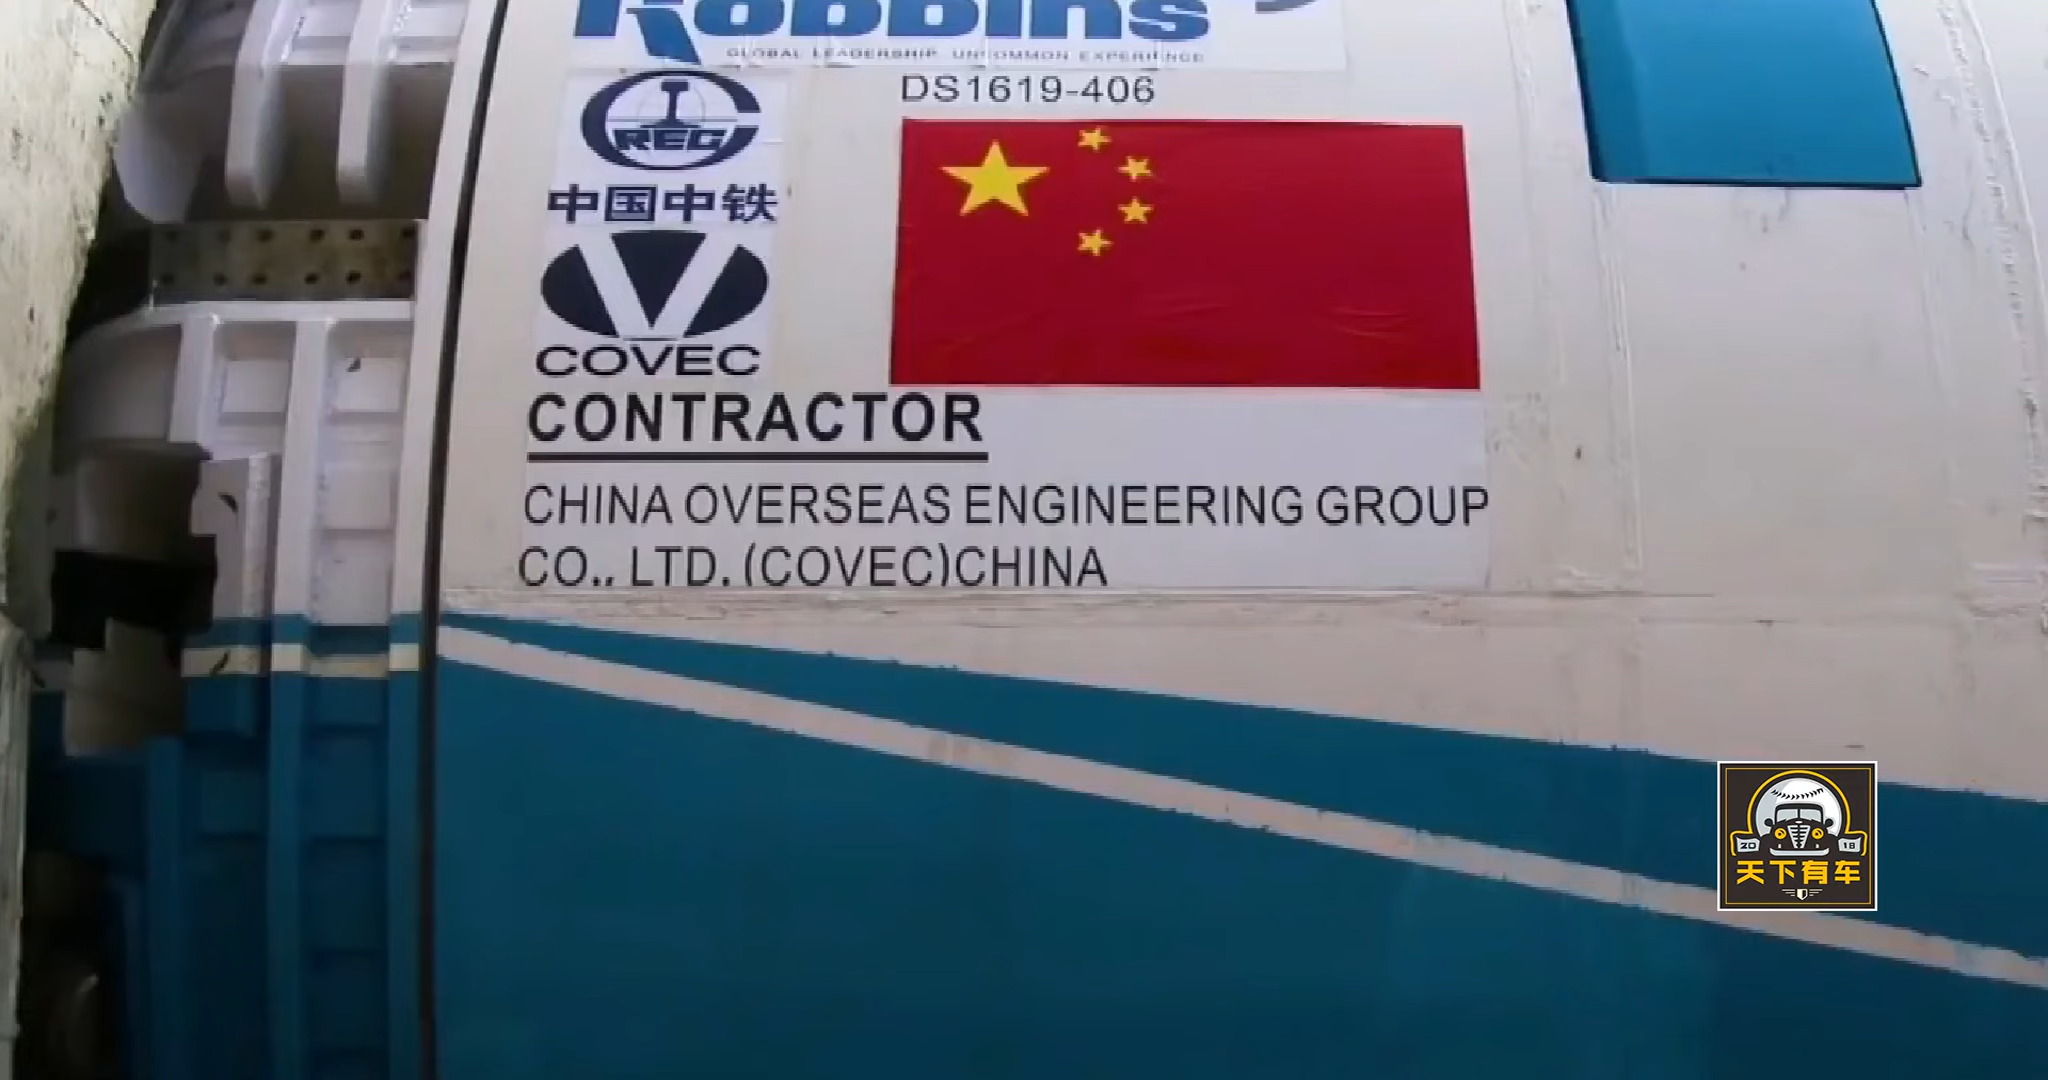 Robbins
GLOBAL LEADERSHIP. UNCOMMON EXPERIENCE
DS1619-406
CREC
中国中铁
COVEC
CONTRACTOR
CHINA OVERSEAS ENGINEERING GROUP
CO., LTD. (COVEC)CHINA
2018
天下有车